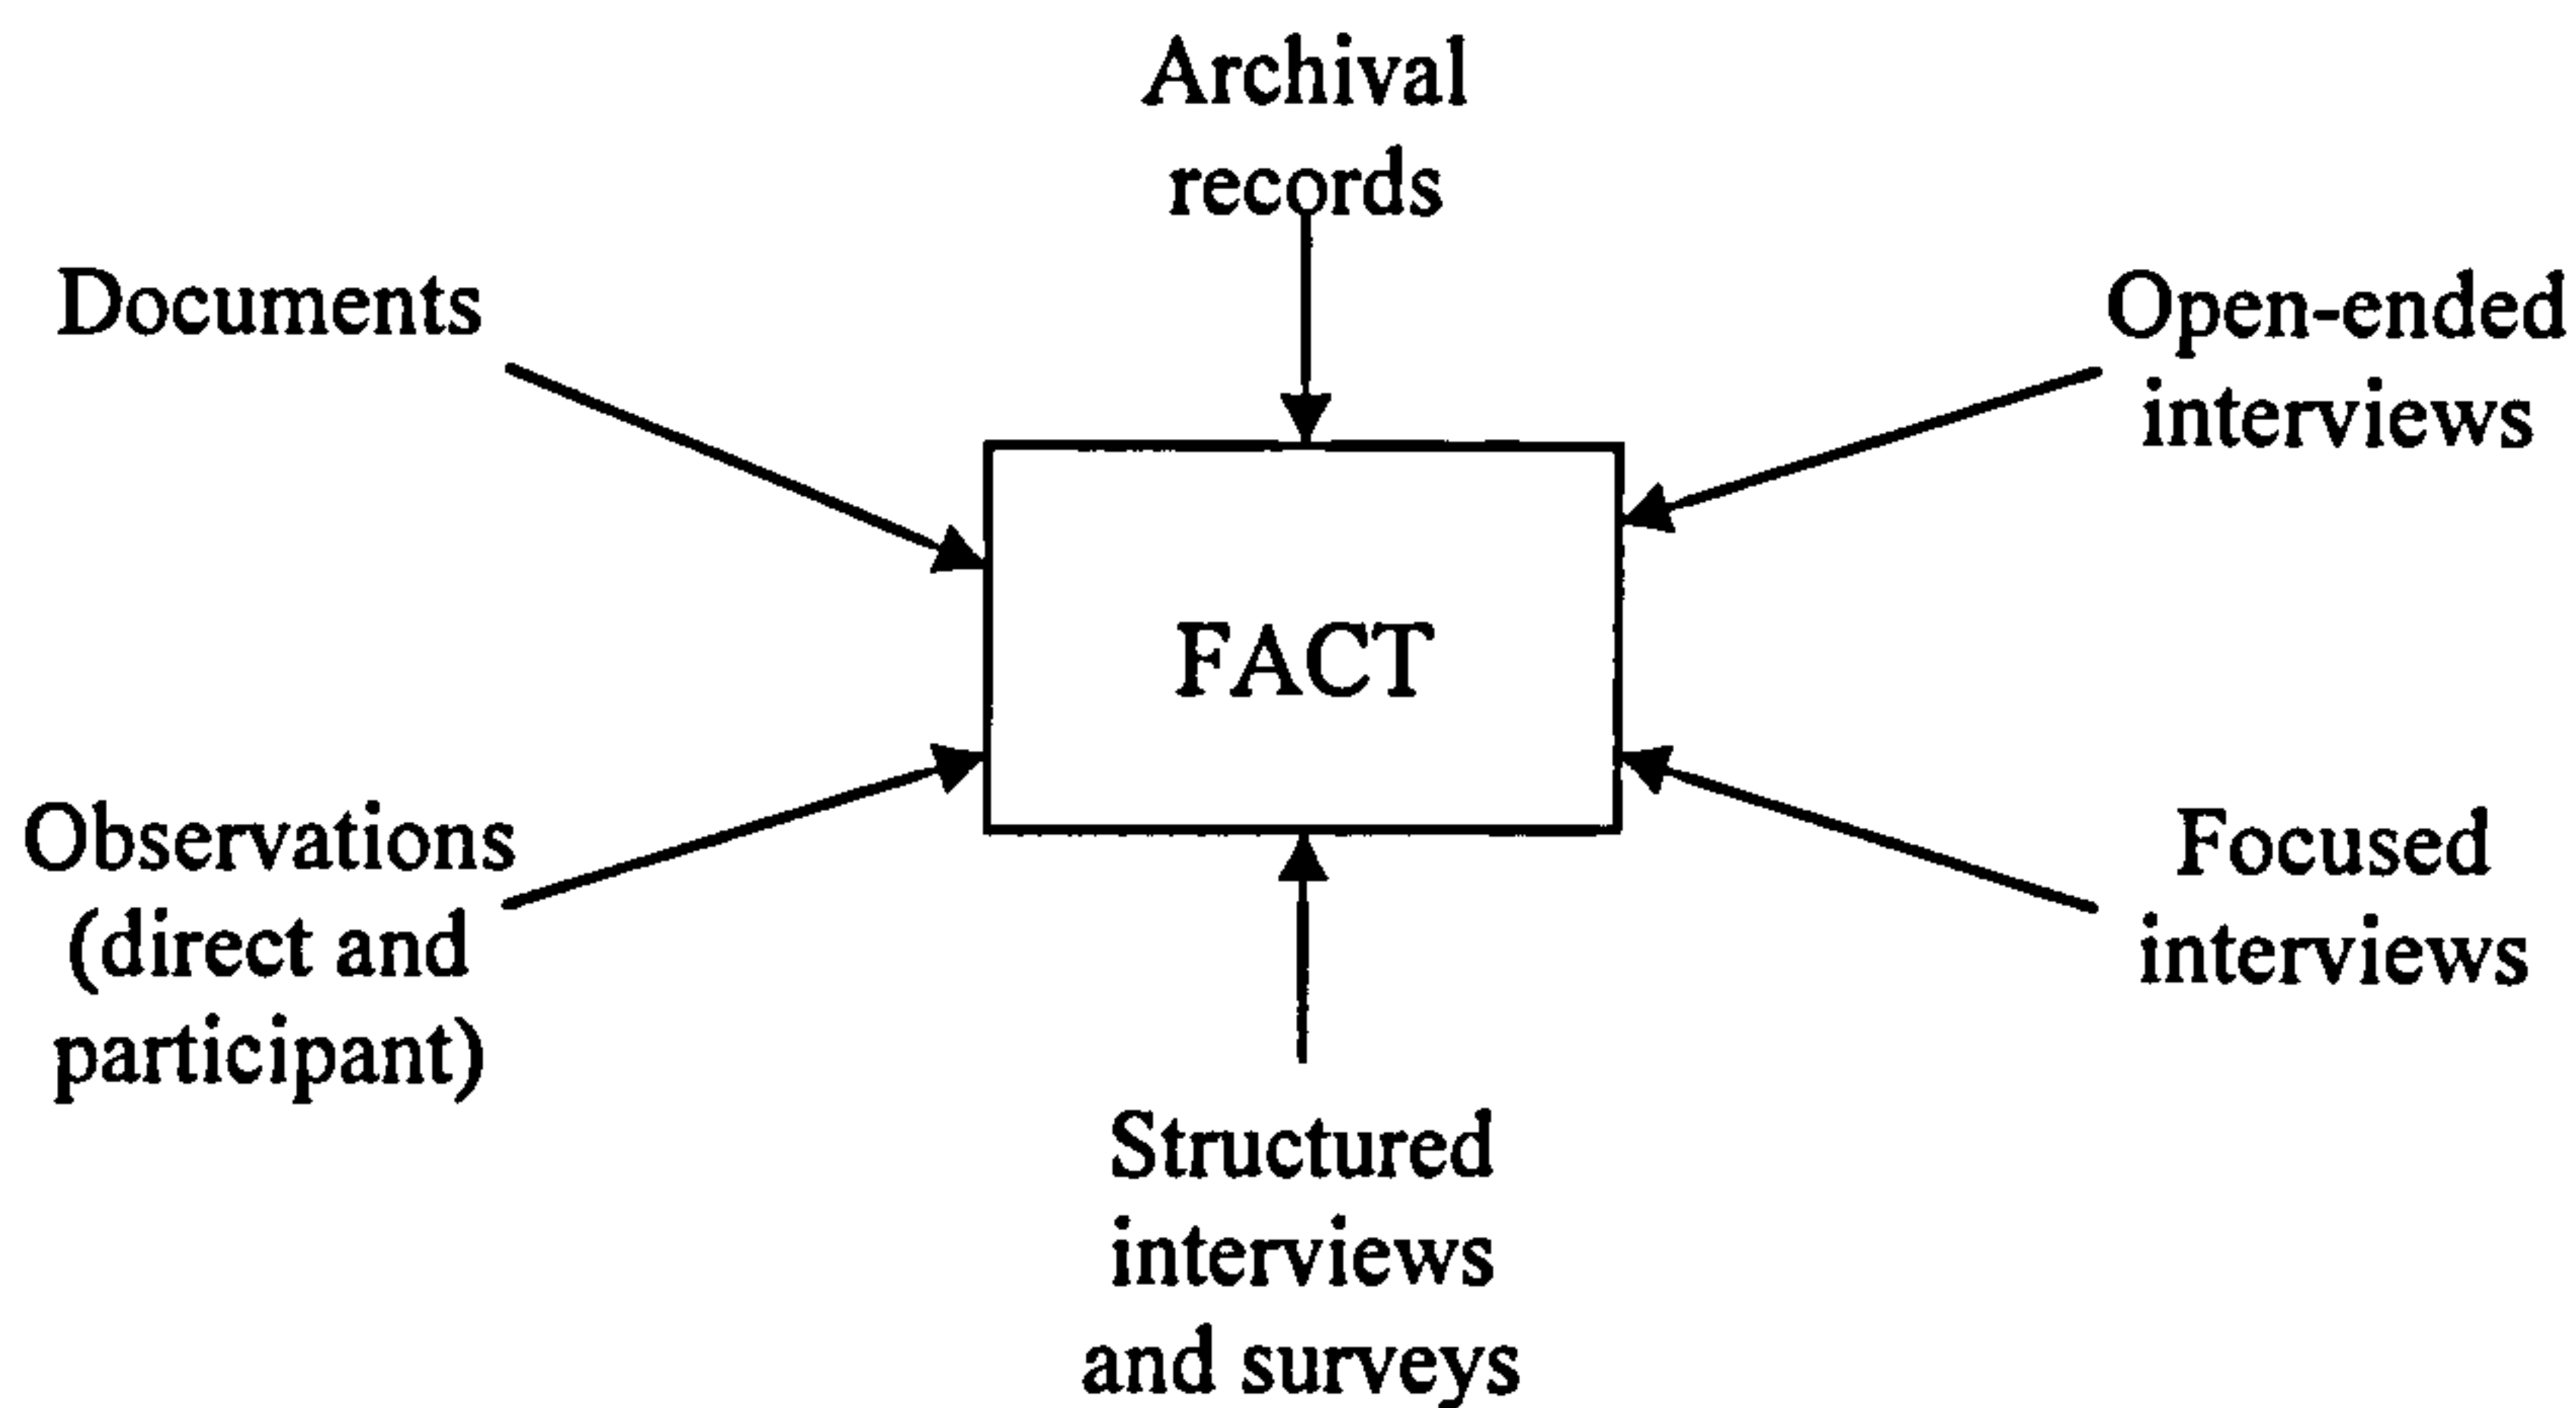 Archival
records
Documents
Open-ended
interviews
FACT
Observations
(direct and
participant)
Focused
interviews
Structured
interviews
and surveys